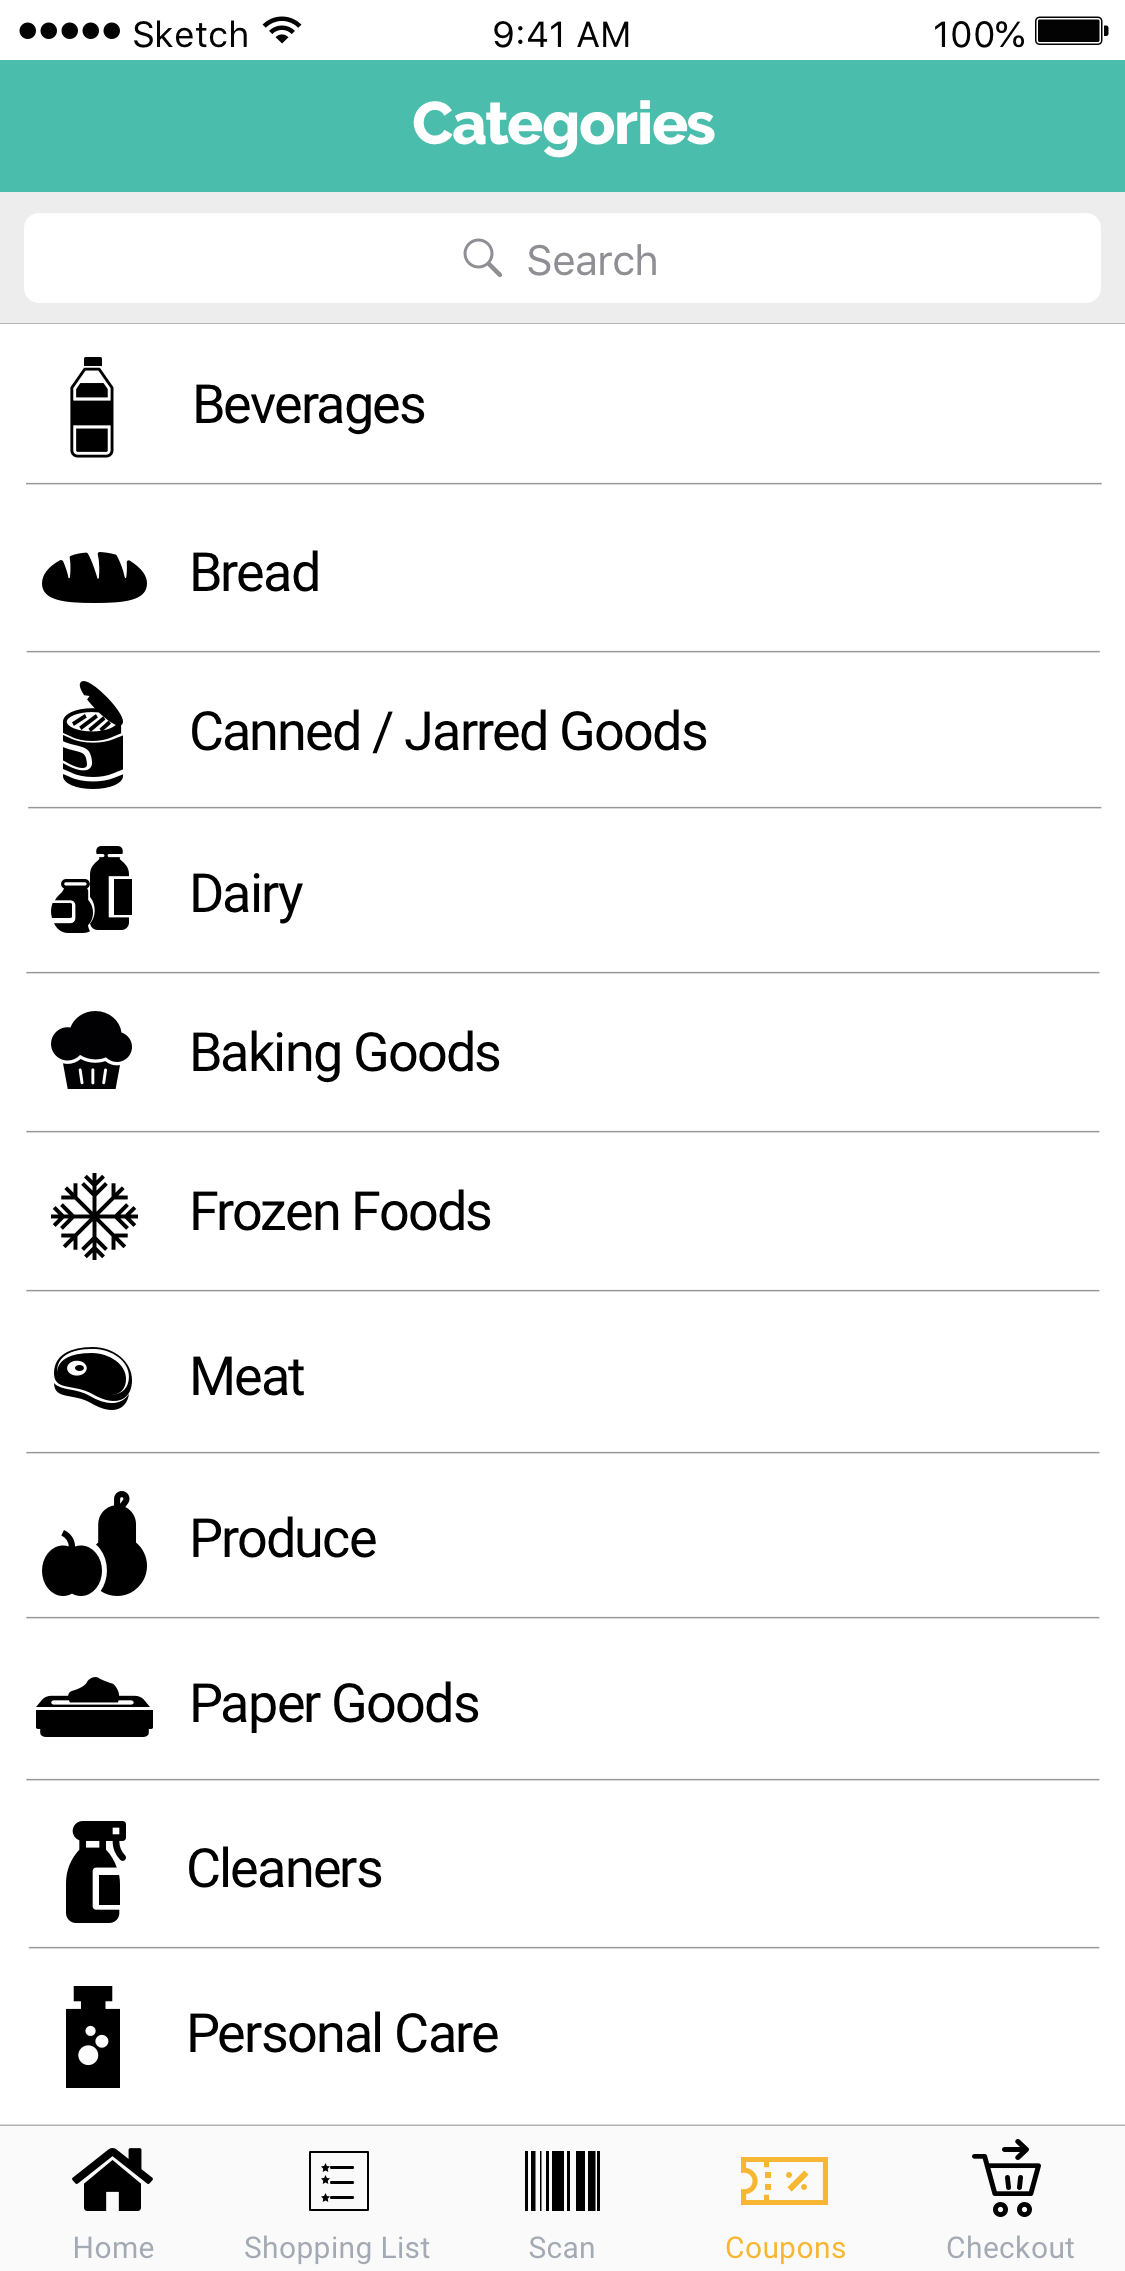 Sketch 9:41 AM 100%
Categories
Search
Beverages
Bread
Canned / Jarred Goods
Dairy
Baking Goods
Frozen Foods
Meat
Produce
Paper Goods
Cleaners
Personal Care
Home Shopping List Scan Coupons Checkout